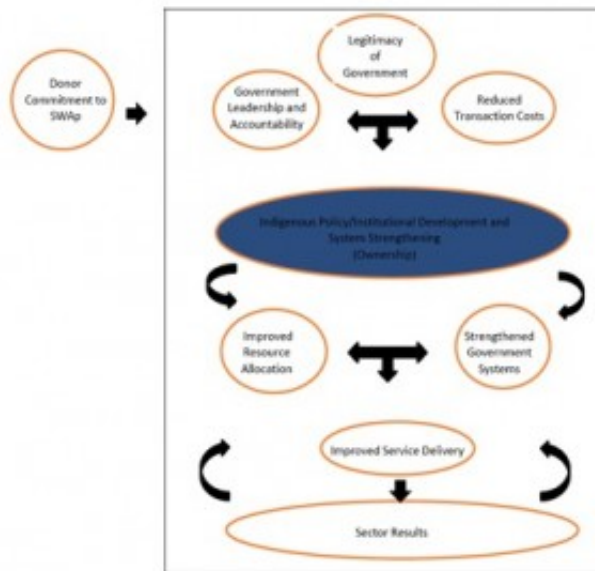 Legitimacy
of
Government
Donor
Commitment to
SWAp
Government
Leadership and
Accountability
Reduced
Transaction Costs
Indigenous Policy/Institutional Development and
System Strengthening
(Ownership)
Improved
Resource
Allocation
Strengthened
Government
Systems
Improved Service Delivery
Sector Results